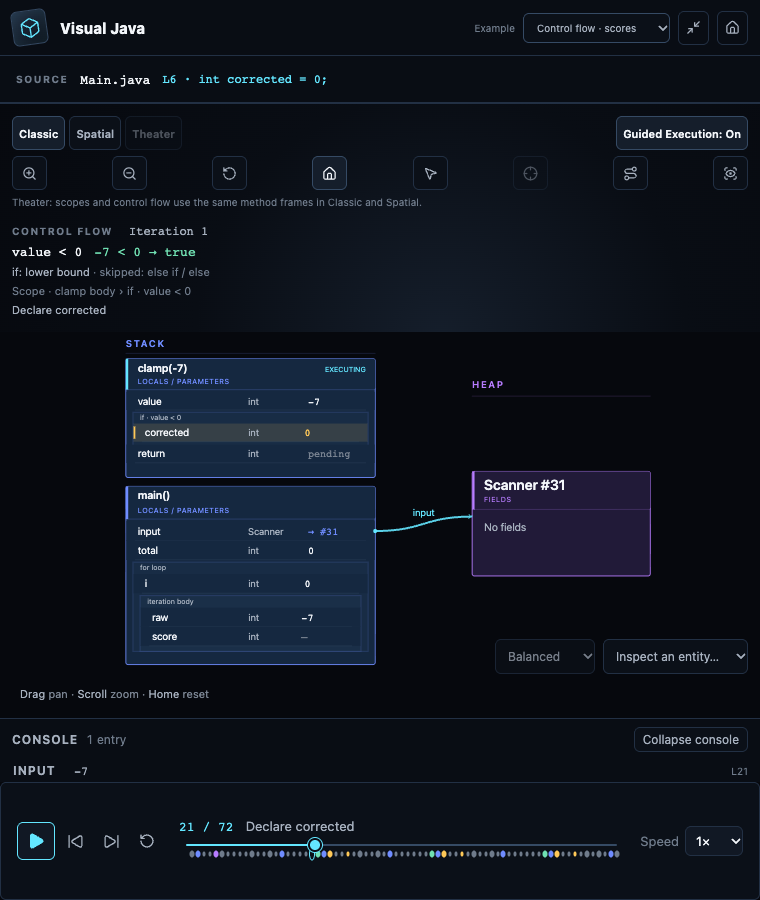 Visual Java
Example
Control flow · scores
SOURCE Main.java L6 · int corrected = 0;
Classic Spatial Theater
Guided Execution: On
Theater: scopes and control flow use the same method frames in Classic and Spatial.
CONTROL FLOW Iteration 1
value < 0 −7 < 0 → true
if: lower bound · skipped: else if / else
Scope · clamp body › if · value < 0
Declare corrected
STACK
clamp(-7) EXECUTING
LOCALS / PARAMETERS
value int −7
if · value < 0
corrected int 0
return int pending
main()
LOCALS / PARAMETERS
input Scanner → #31
total int 0
for loop
i int 0
iteration body
raw int −7
score int —
HEAP
input
Scanner #31
FIELDS
No fields
Balanced
Inspect an entity...
Drag pan · Scroll zoom · Home reset
CONSOLE 1 entry
Collapse console
INPUT −7 L21
21 / 72 Declare corrected
Speed 1×